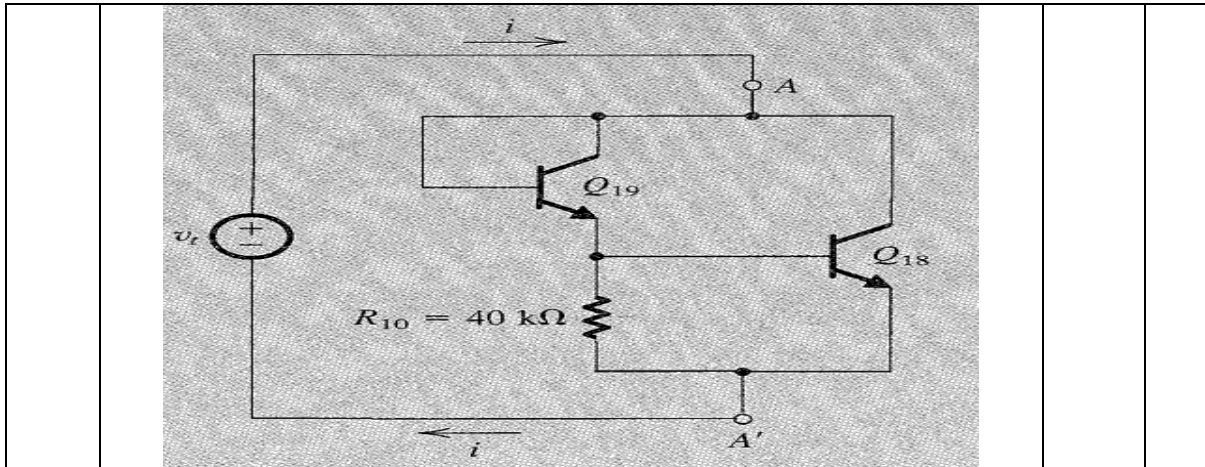 i
A
Q₁₉
+
−
vₜ
Q₁₈
R₁₀ = 40 kΩ
A'
i